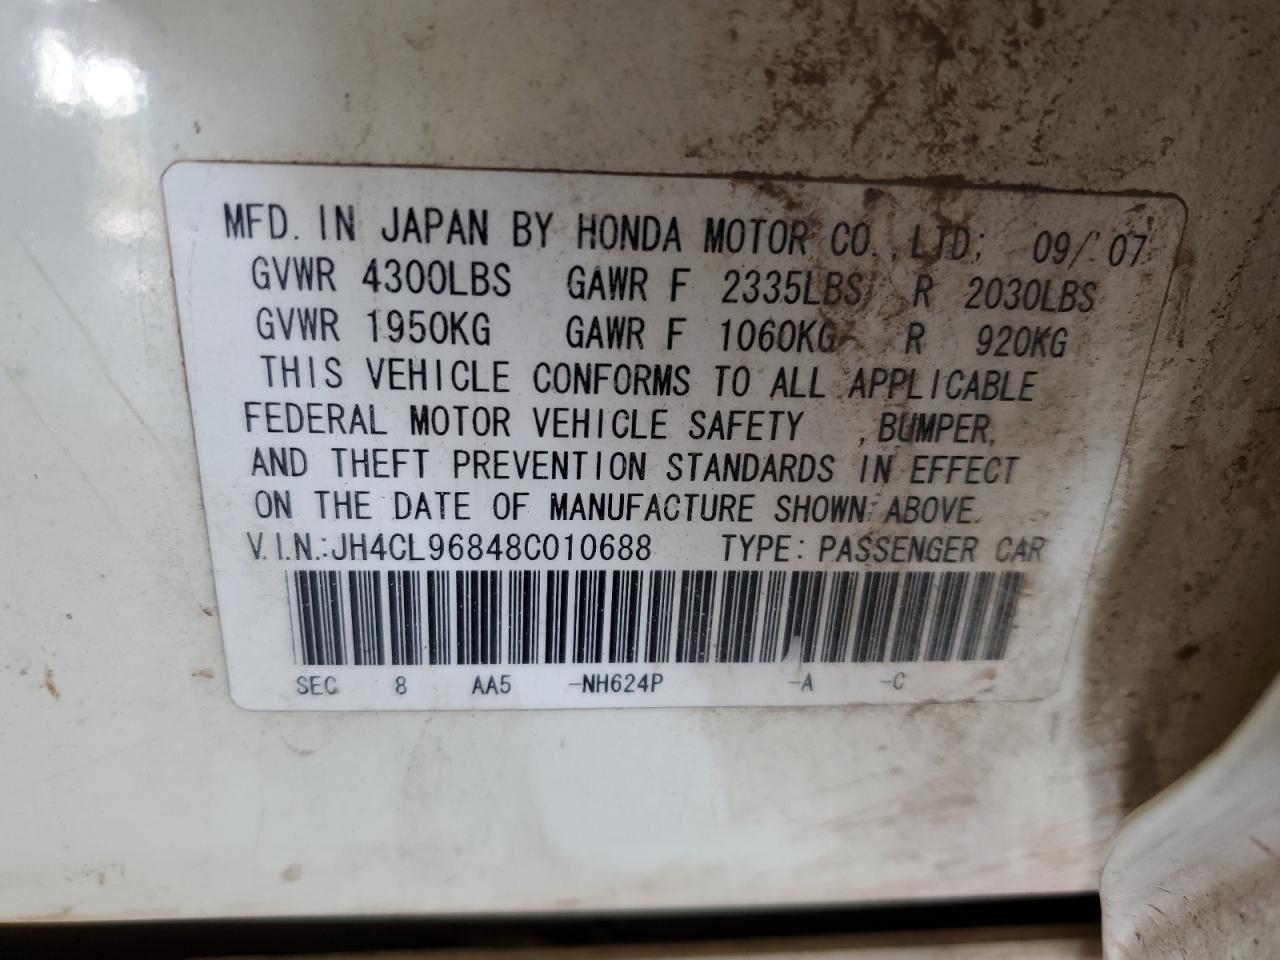 MFD. IN JAPAN BY HONDA MOTOR CO., LTD; 09/'07
GVWR 4300LBS GAWR F 2335LBS R 2030LBS
GVWR 1950KG GAWR F 1060KG R 920KG
THIS VEHICLE CONFORMS TO ALL APPLICABLE
FEDERAL MOTOR VEHICLE SAFETY , BUMPER,
AND THEFT PREVENTION STANDARDS IN EFFECT
ON THE DATE OF MANUFACTURE SHOWN ABOVE.
V.I.N.:JH4CL96848C010688 TYPE: PASSENGER CAR
SEC 8 AA5 -NH624P -A -C